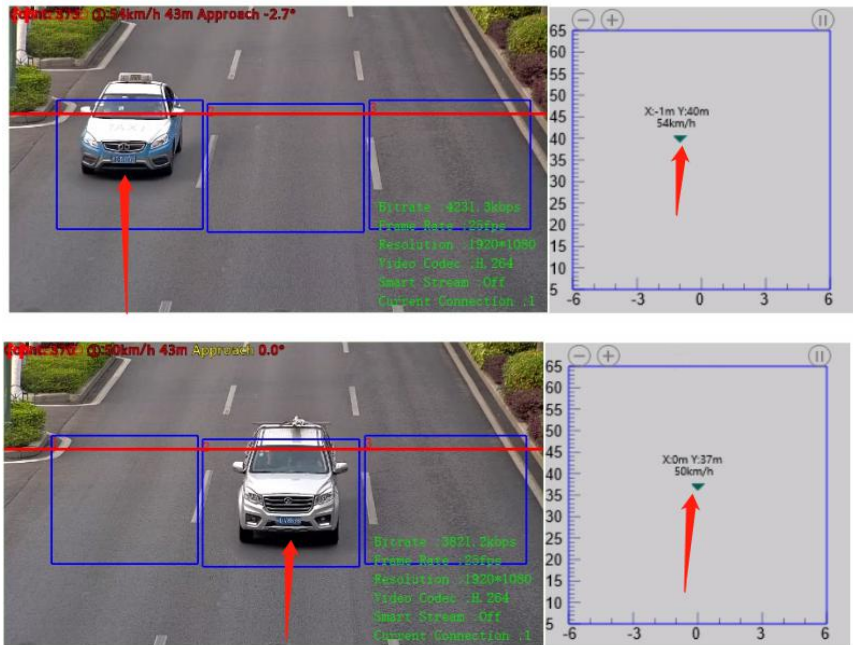 @:54km/h 43m Approach -2.7°
TAXI
Bitrate :4231.3kbps
Frame Rate :25fps
Resolution :1920*1080
Video Codec :H.264
Smart Stream :Off
Current Connection :1
65
60
55
50
45
40
35
30
25
20
15
10
5
-6
-3
0
3
6
X:-1m Y:40m
54km/h
@:50km/h 43m Approach 0.0°
3
Bitrate :3821.2kbps
Frame Rate :25fps
Resolution :1920*1080
Video Codec :H.264
Smart Stream :Off
Current Connection :1
65
60
55
50
45
40
35
30
25
20
15
10
5
-6
-3
0
3
6
X:0m Y:37m
50km/h